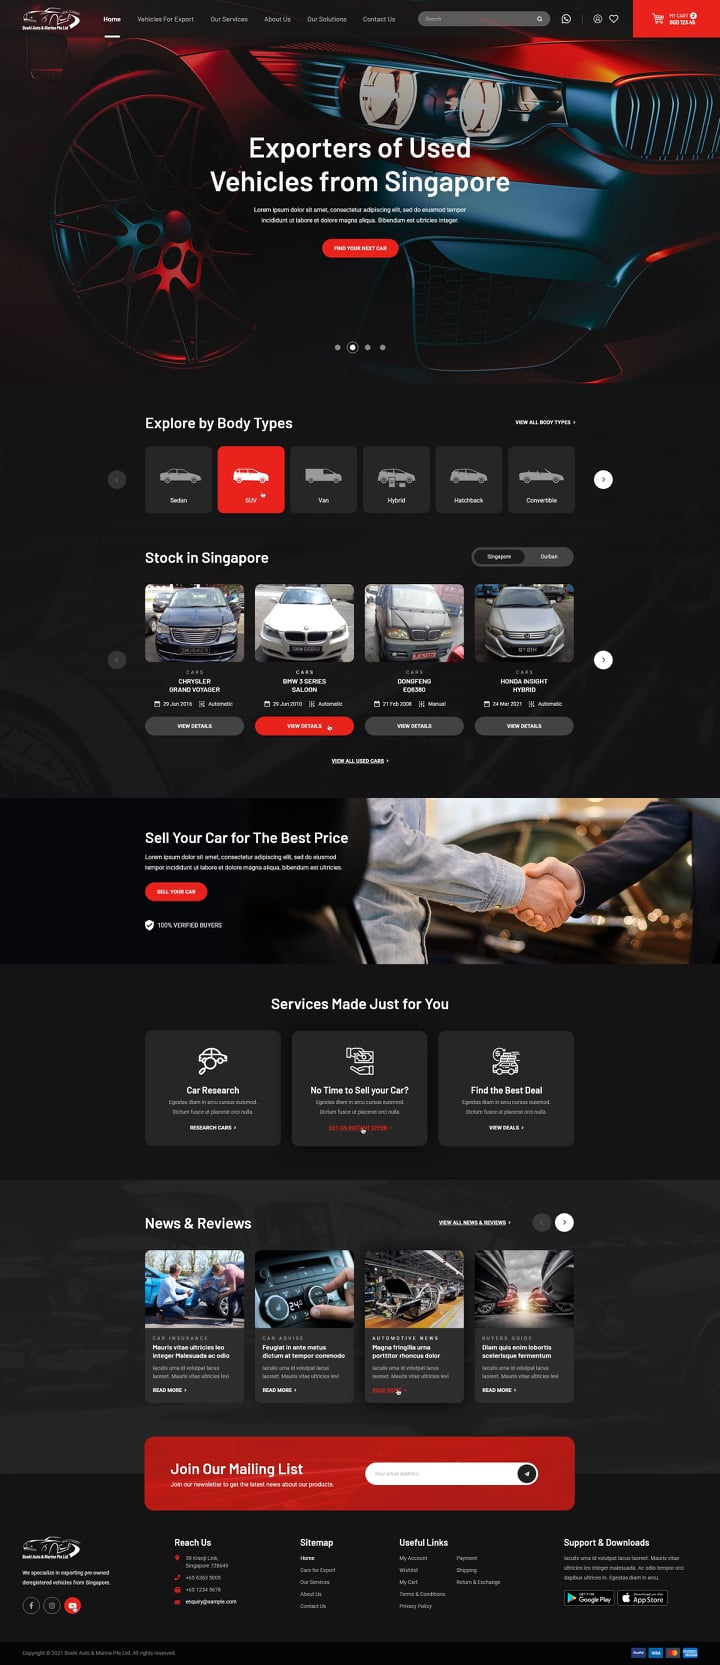 Boekt Auto & Marine Pte Ltd
Home
Vehicles For Export
Our Services
About Us
Our Solutions
Contact Us
Search
MY CART 2
SGD 123.45
Exporters of Used
Vehicles from Singapore
Lorem ipsum dolor sit amet, consectetur adipiscing elit, sed do eiusmod tempor
incididunt ut labore et dolore magna aliqua. Bibendum est ultricies integer.
FIND YOUR NEXT CAR
Explore by Body Types
VIEW ALL BODY TYPES
Sedan
SUV
Van
Hybrid
Hatchback
Convertible
Stock in Singapore
Singapore
Durban
CARS
CHRYSLER
GRAND VOYAGER
29 Jun 2016
Automatic
VIEW DETAILS
CARS
BMW 3 SERIES
SALOON
29 Jun 2010
Automatic
VIEW DETAILS
CARS
DONGFENG
EQ6380
21 Feb 2008
Manual
VIEW DETAILS
CARS
HONDA INSIGHT
HYBRID
24 Mar 2021
Automatic
VIEW DETAILS
VIEW ALL USED CARS
Sell Your Car for The Best Price
Lorem ipsum dolor sit amet, consectetur adipiscing elit, sed do eiusmod
tempor incididunt ut labore et dolore magna aliqua, bibendum est ultricies.
SELL YOUR CAR
100% VERIFIED BUYERS
Services Made Just for You
Car Research
Egestas diam in arcu cursus euismod.
Dictum fusce ut placerat orci nulla.
RESEARCH CARS
No Time to Sell your Car?
Egestas diam in arcu cursus euismod.
Dictum fusce ut placerat orci nulla.
GET AN INSTANT OFFER
Find the Best Deal
Egestas diam in arcu cursus euismod.
Dictum fusce ut placerat orci nulla.
VIEW DEALS
News & Reviews
VIEW ALL NEWS & REVIEWS
CAR INSURANCE
Mauris vitae ultricies leo
integer Malesuada ac odio
Iaculis urna id volutpat lacus
laoreet. Mauris vitae ultricies levi
READ MORE
CAR ADVISE
Feugiat in ante metus
dictum at tempor commodo
Iaculis urna id volutpat lacus
laoreet. Mauris vitae ultricies levi
READ MORE
AUTOMOTIVE NEWS
Magna fringilla urna
porttitor rhoncus dolor
Iaculis urna id volutpat lacus
laoreet. Mauris vitae ultricies levi
READ MORE
BUYERS GUIDE
Diam quis enim lobortis
scelerisque fermentum
Iaculis urna id volutpat lacus
laoreet. Mauris vitae ultricies levi
READ MORE
Join Our Mailing List
Join our newsletter to get the latest news about our products.
Your email address...
Boekt Auto & Marine Pte Ltd
We specialize in exporting pre-owned
deregistered vehicles from Singapore.
Reach Us
39 Kranji Link,
Singapore 728649
+65 6363 5005
+65 1234 5678
enquiry@sample.com
Sitemap
Home
Cars for Export
Our Services
About Us
Contact Us
Useful Links
My Account
Wishlist
My Cart
Terms & Conditions
Privacy Policy
Payment
Shipping
Return & Exchange
Support & Downloads
Iaculis urna id volutpat lacus laoreet. Mauris vitae
ultricies leo integer malesuada. Ac odio tempor orci
dapibus ultrices in. Egestas diam in arcu.
GET IT ON
Google Play
Download on the
App Store
Copyright © 2021 Boekt Auto & Marine Pte Ltd. All rights reserved.
PayPal
VISA